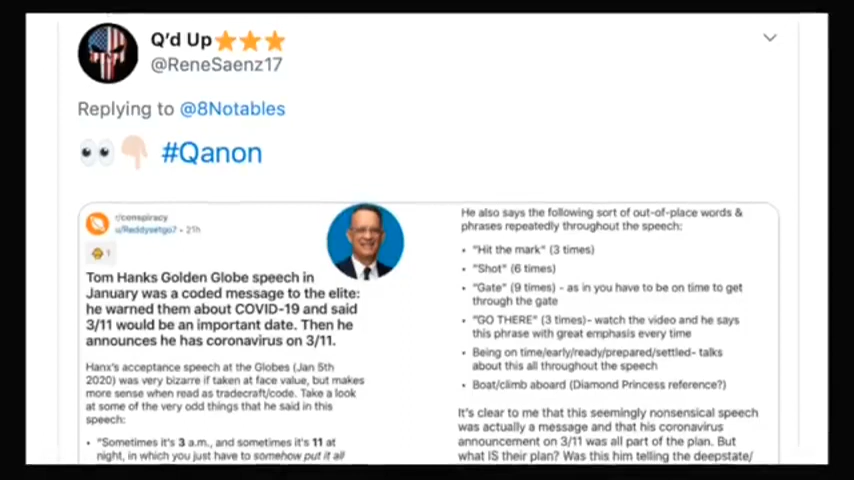 Q'd Up
@ReneSaenz17
Replying to @8Notables
#Qanon
r/conspiracy
u/Reddysetgo7 • 21h
1
Tom Hanks Golden Globe speech in
January was a coded message to the elite:
he warned them about COVID-19 and said
3/11 would be an important date. Then he
announces he has coronavirus on 3/11.
Hanx's acceptance speech at the Globes (Jan 5th
2020) was very bizarre if taken at face value, but makes
more sense when read as tradecraft/code. Take a look
at some of the very odd things that he said in this
speech:
• "Sometimes it's 3 a.m., and sometimes it's 11 at
night, in which you just have to somehow put it all
He also says the following sort of out-of-place words &
phrases repeatedly throughout the speech:
• "Hit the mark" (3 times)
• "Shot" (6 times)
• "Gate" (9 times) - as in you have to be on time to get
through the gate
• "GO THERE" (3 times)- watch the video and he says
this phrase with great emphasis every time
• Being on time/early/ready/prepared/settled- talks
about this all throughout the speech
• Boat/climb aboard (Diamond Princess reference?)
It's clear to me that this seemingly nonsensical speech
was actually a message and that his coronavirus
announcement on 3/11 was all part of the plan. But
what IS their plan? Was this him telling the deepstate/